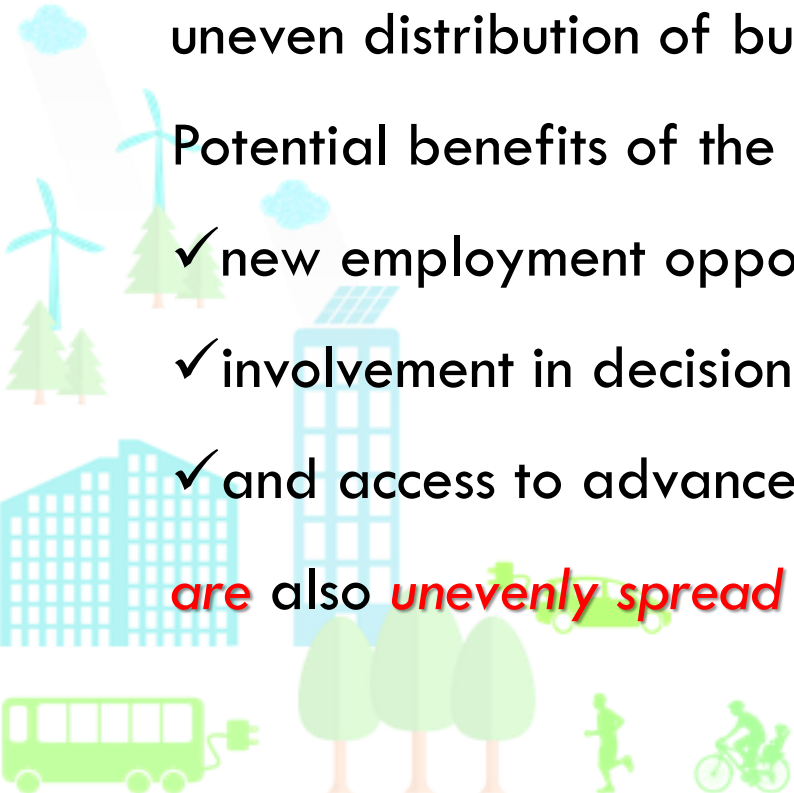 uneven distribution of bu
Potential benefits of the
✓new employment oppo
✓involvement in decision
✓and access to advance
are also unevenly spread